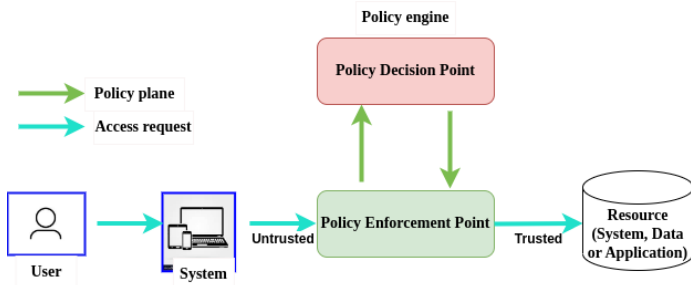 Policy engine
Policy Decision Point
Policy plane
Access request
Policy Enforcement Point
Untrusted
Trusted
Resource
(System, Data
or Application)
User
System